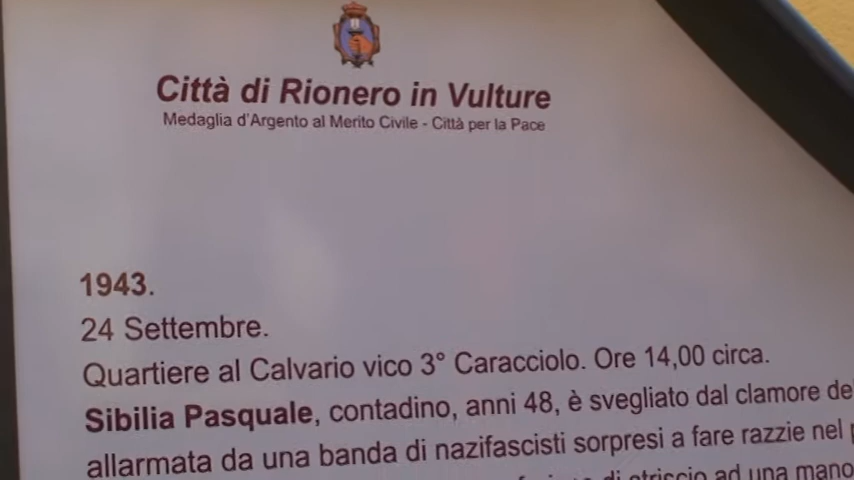 Città di Rionero in Vulture
Medaglia d'Argento al Merito Civile - Città per la Pace
1943.
24 Settembre.
Quartiere al Calvario vico 3° Caracciolo. Ore 14,00 circa.
Sibilia Pasquale, contadino, anni 48, è svegliato dal clamore
allarmata da una banda di nazifascisti sorpresi a fare razzie nel
di striscio ad una mano